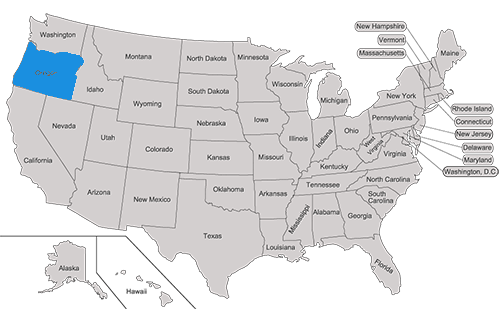 New Hampshire
Vermont
Massachusetts
Washington
Montana
North Dakota
Minnesota
Maine
Oregon
Idaho
South Dakota
Wisconsin
Michigan
New York
Wyoming
Rhode Island
Connecticut
New Jersey
Delaware
Maryland
Washington, D.C
Nebraska
Iowa
Pennsylvania
Nevada
Utah
Colorado
Kansas
Missouri
Illinois
Indiana
Ohio
West
Virginia
Virginia
California
Kentucky
Arizona
New Mexico
Oklahoma
Arkansas
Tennessee
North Carolina
South
Carolina
Texas
Louisiana
Mississippi
Alabama
Georgia
Florida
Alaska
Hawaii